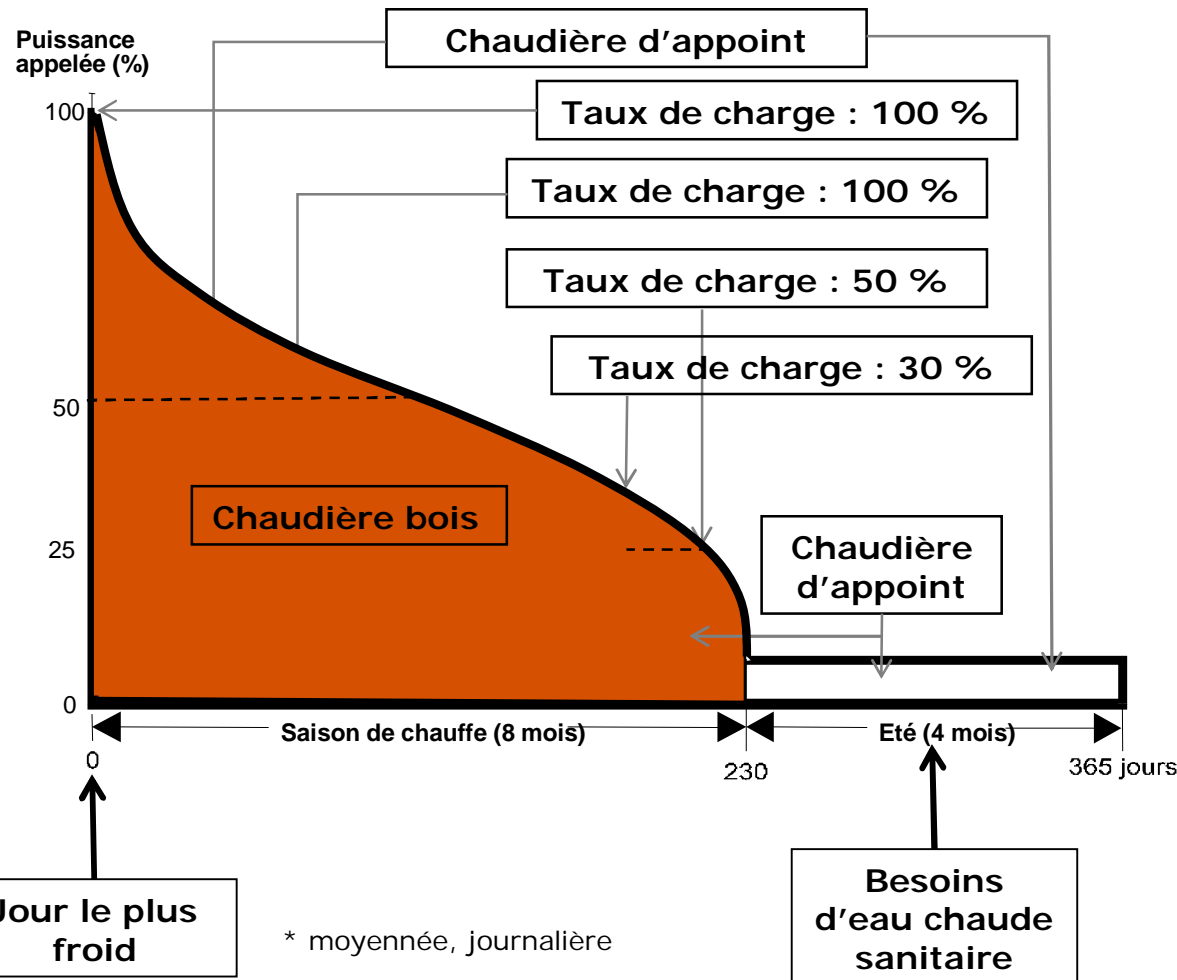 Puissance
appelée (%)
Chaudière d'appoint
100
Taux de charge : 100 %
Taux de charge : 100 %
Taux de charge : 50 %
Taux de charge : 30 %
50
Chaudière bois
25
Chaudière
d'appoint
0
Saison de chauffe (8 mois)
Eté (4 mois)
0
230
365 jours
Jour le plus
froid
* moyennée, journalière
Besoins
d'eau chaude
sanitaire